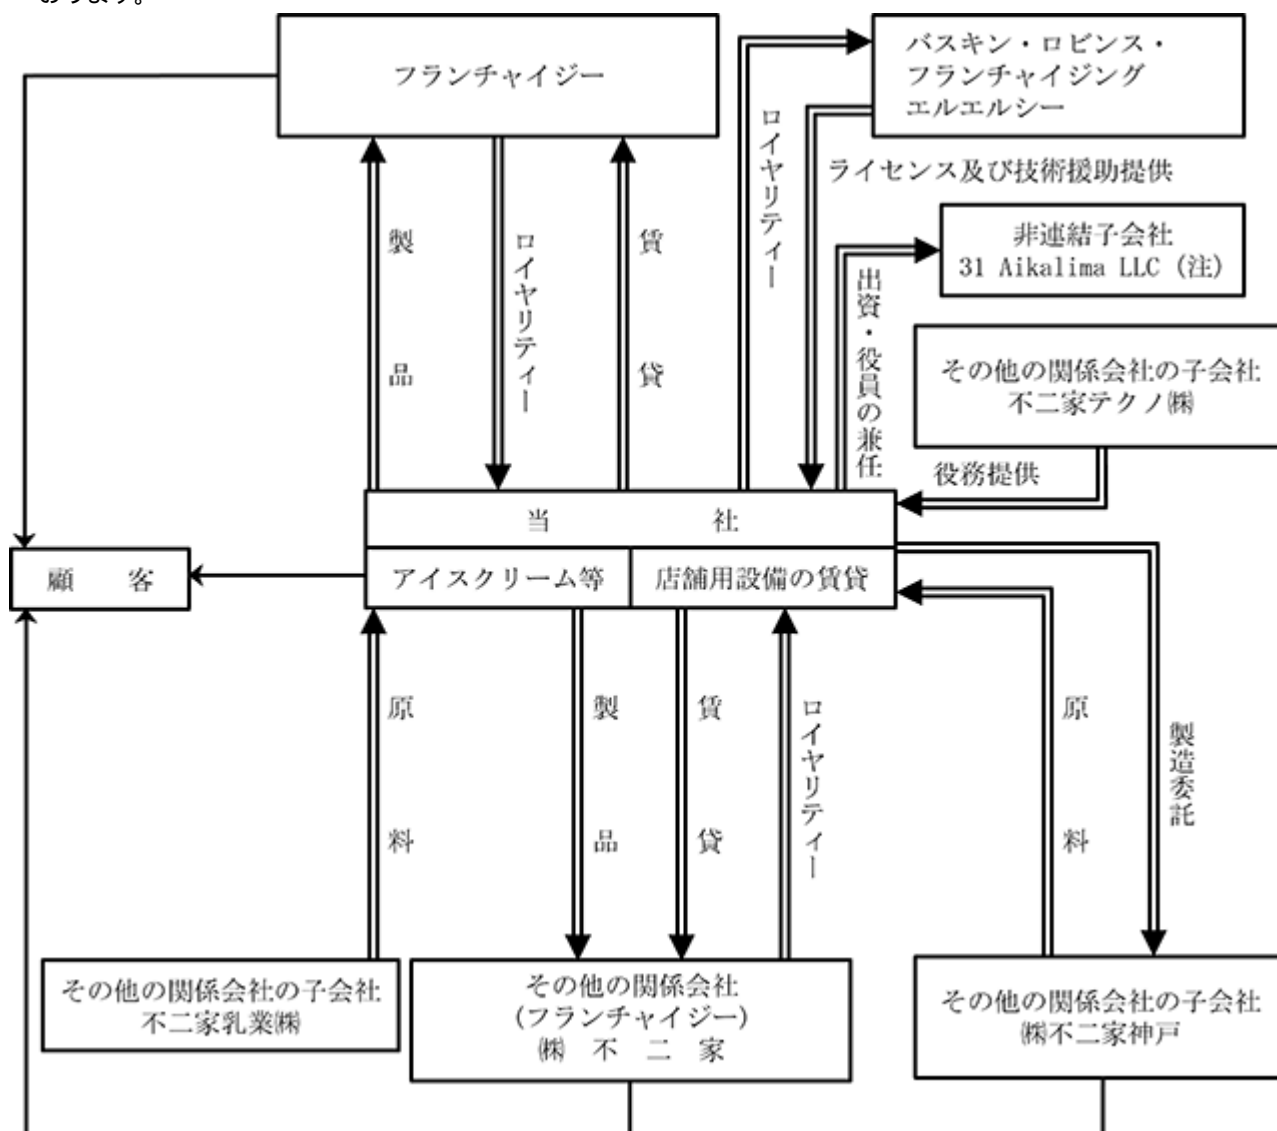 おります。
フランチャイジー
バスキン・ロビンス・
フランチャイジング
エルエルシー
ロイヤリティー
ライセンス及び技術援助提供
製品
ロイヤリティー
賃貸
非連結子会社
31 Aikalima LLC (注)
出資・役員の兼任
その他の関係会社の子会社
不二家テクノ㈱
役務提供
当社
顧客
アイスクリーム等
店舗用設備の賃貸
原料
製品
賃貸
ロイヤリティー
原料
製造委託
その他の関係会社の子会社
不二家乳業㈱
その他の関係会社
(フランチャイジー)
㈱不二家
その他の関係会社の子会社
㈱不二家神戸